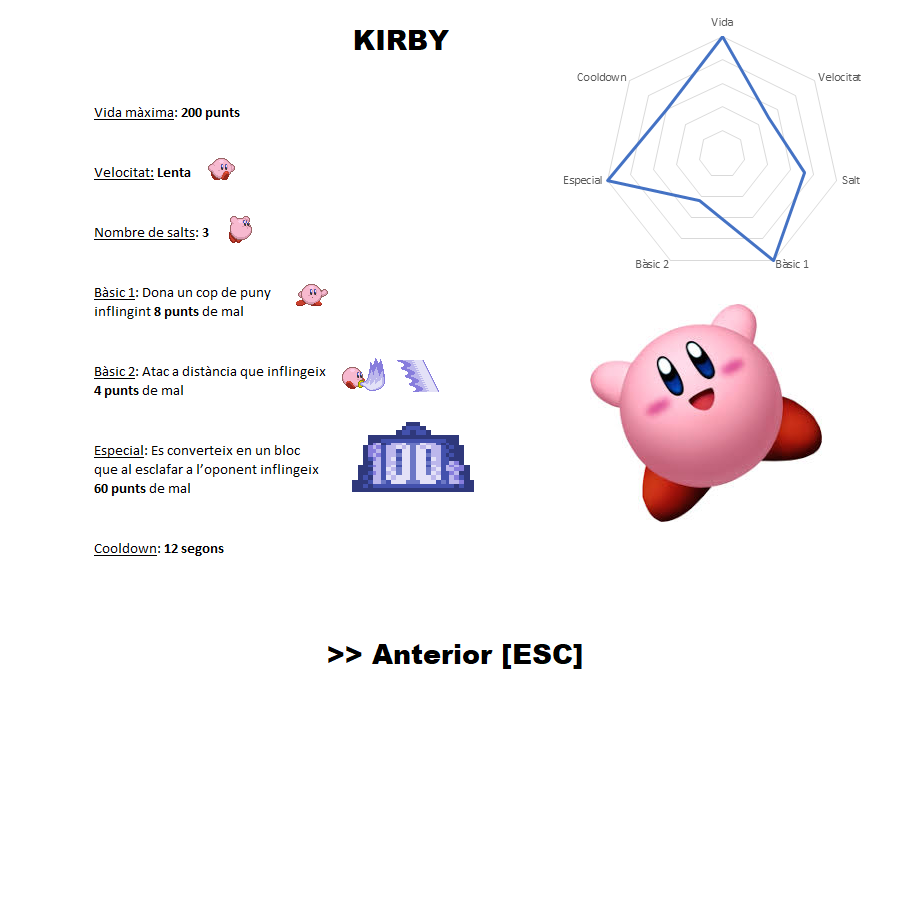 KIRBY
Vida màxima: 200 punts
Velocitat: Lenta
Nombre de salts: 3
Bàsic 1: Dona un cop de puny
inflingint 8 punts de mal
Bàsic 2: Atac a distància que inflingeix
4 punts de mal
Especial: Es converteix en un bloc
que al esclafar a l’oponent inflingeix
60 punts de mal
Cooldown: 12 segons
Vida
Velocitat
Salt
Bàsic 1
Bàsic 2
Especial
Cooldown
>> Anterior [ESC]